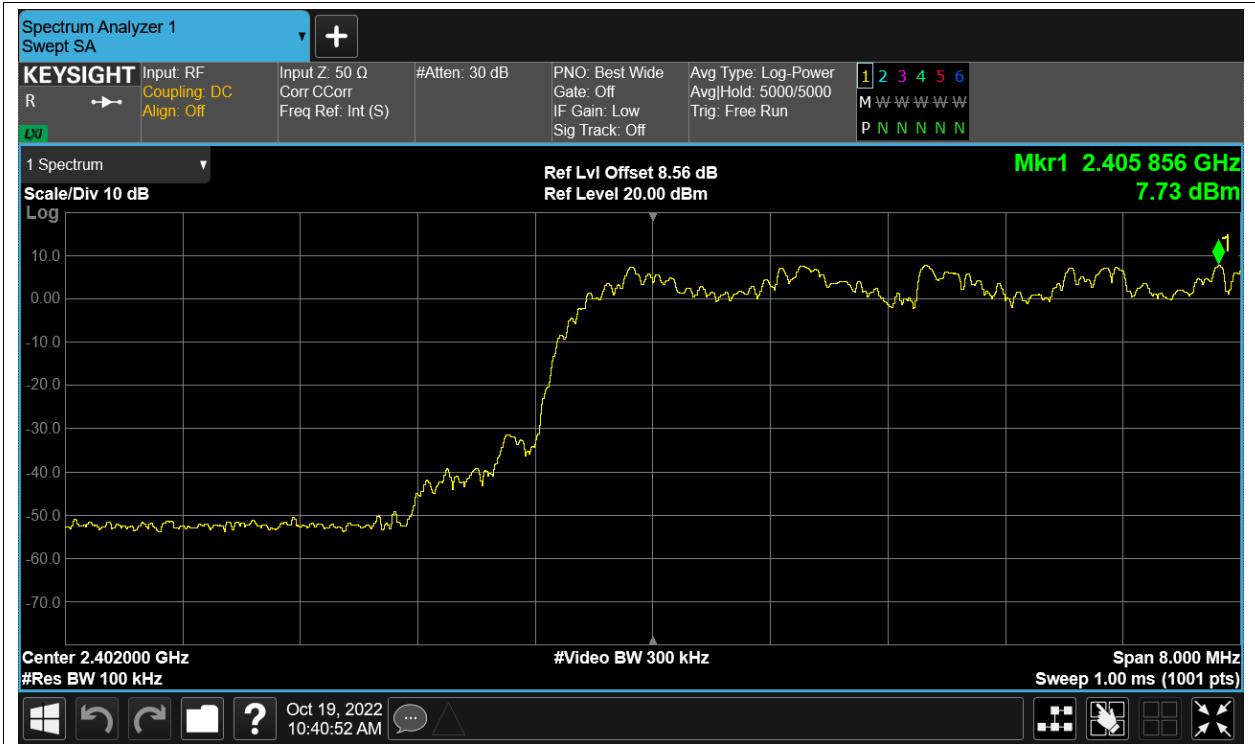 Spectrum Analyzer 1
Swept SA
+
KEYSIGHT
R
LXI
Input: RF
Coupling: DC
Align: Off
Input Z: 50 Ω
Corr CCorr
Freq Ref: Int (S)
#Atten: 30 dB
PNO: Best Wide
Gate: Off
IF Gain: Low
Sig Track: Off
Avg Type: Log-Power
Avg|Hold: 5000/5000
Trig: Free Run
1 2 3 4 5 6
M W W W W W
P N N N N N
1 Spectrum
Scale/Div 10 dB
Ref Lvl Offset 8.56 dB
Ref Level 20.00 dBm
Mkr1 2.405 856 GHz
7.73 dBm
Log
1
10.0
0.00
-10.0
-20.0
-30.0
-40.0
-50.0
-60.0
-70.0
Center 2.402000 GHz
#Video BW 300 kHz
Span 8.000 MHz
#Res BW 100 kHz
Sweep 1.00 ms (1001 pts)
?
Oct 19, 2022
10:40:52 AM